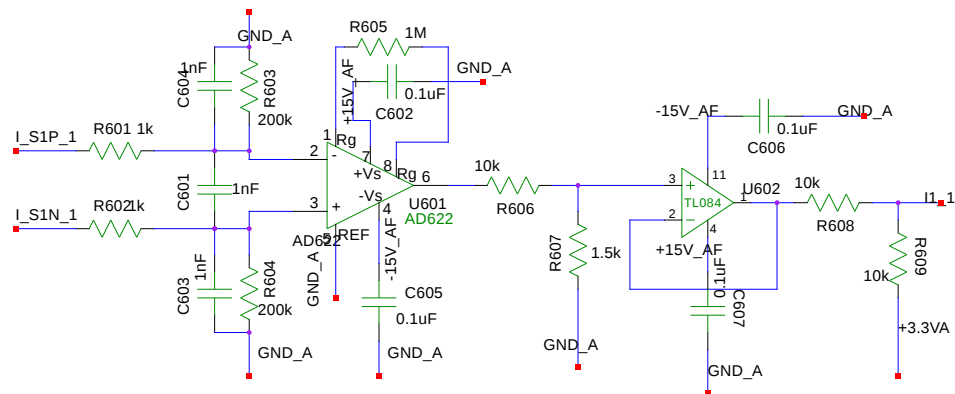 GND_A
R605
1M
1nF
C604
R603
200k
+15V_AF
C602
0.1uF
GND_A
I_S1P_1
R601 1k
1
Rg
2
-
7
+Vs
8
Rg
6
C601
1nF
-Vs
4
U601
AD622
I_S1N_1
R602
1k
3
+
AD622
5
REF
GND_A
-15V_AF
1nF
C603
R604
200k
C605
0.1uF
GND_A
GND_A
10k
R606
R607
1.5k
GND_A
-15V_AF
C606
0.1uF
GND_A
3
+
11
TL084
U602
1
2
−
4
+15V_AF
0.1uF
C607
GND_A
10k
R608
I1_1
R609
10k
+3.3VA